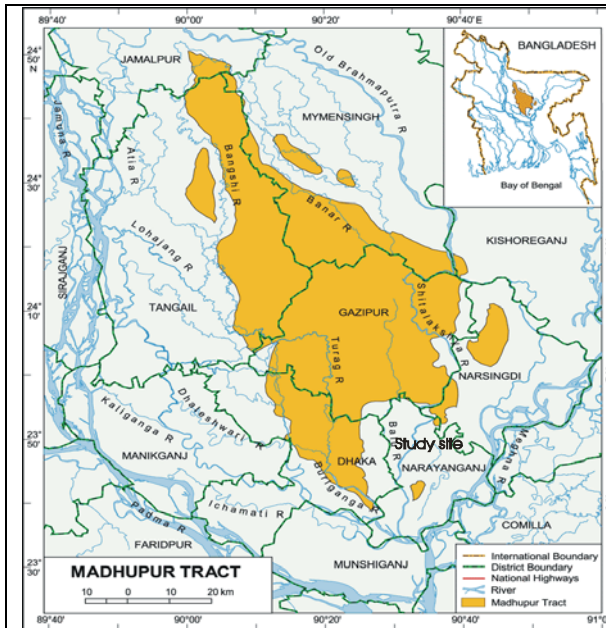 89°40' 90°00' 90°20' 90°40'E
24°
50'
N
JAMALPUR
Old Brahmaputra R
BANGLADESH
Bay of Bengal
MYMENSINGH
Jamuna R
Atia R
Bangshi R
24°
30'
Banar R
Lohajang R
KISHOREGANJ
SIRAJGANJ
24°
10'
TANGAIL
GAZIPUR
Shitalakshya R
Turag R
NARSINGDI
Kaliganga R
Dhaleshwati R
23°
50'
MANIKGANJ
DHAKA
Study site
NARAYANGANJ
Meghna R
Buriganga R
Ichamati R
Padma R
COMILLA
FARIDPUR
23°
30'
MUNSHIGANJ
International Boundary
District Boundary
National Highways
River
Madhupur Tract
MADHUPUR TRACT
10 0 10 20 km
89°40' 90°00' 90°20' 90°40'